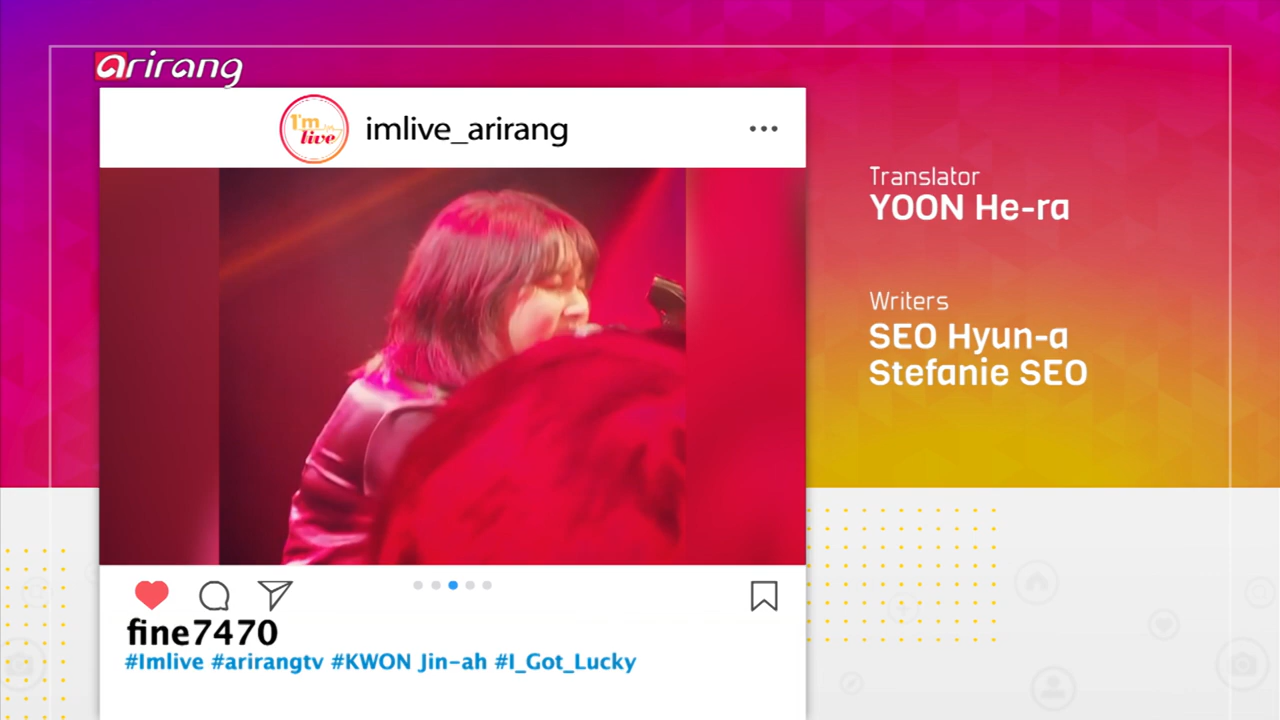 arirang
I'm live
imlive_arirang
Translator
YOON He-ra
Writers
SEO Hyun-a
Stefanie SEO
fine7470
#Imlive #arirangtv #KWON Jin-ah #I_Got_Lucky